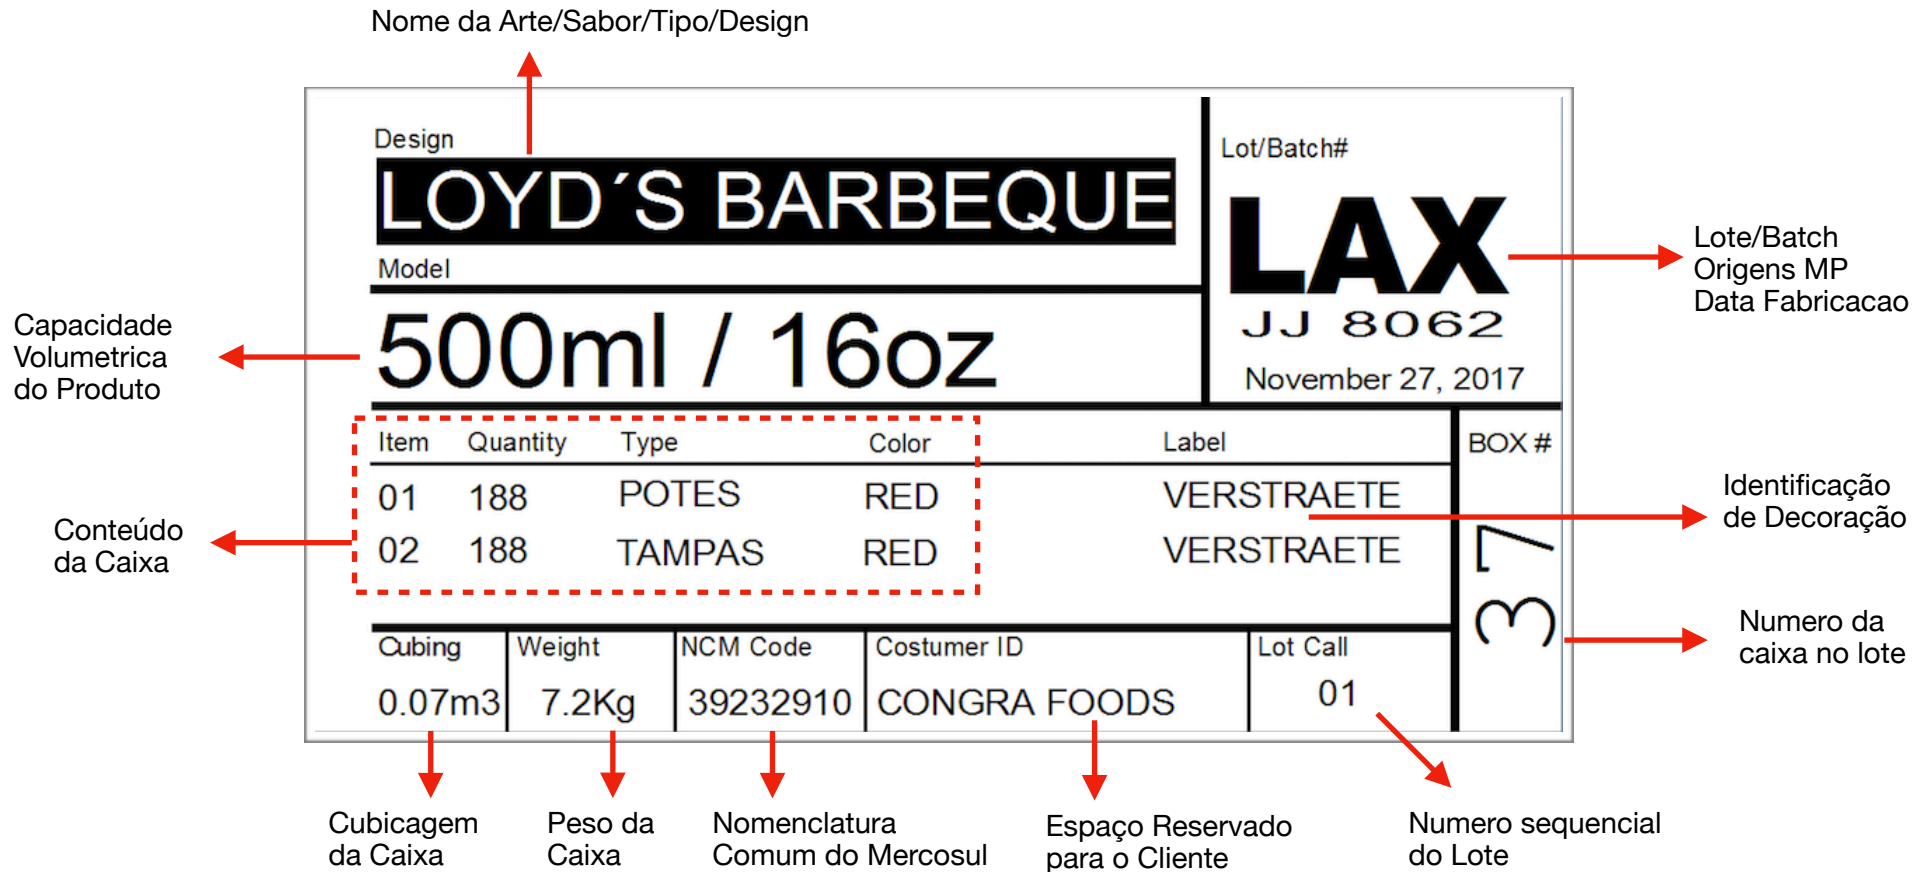 Nome da Arte/Sabor/Tipo/Design
Design
LOYD´S BARBEQUE
Lot/Batch#
LAX
JJ 8062
November 27, 2017
Lote/Batch
Origens MP
Data Fabricacao
Model
500ml / 16oz
Capacidade
Volumetrica
do Produto
Item Quantity Type Color Label
01 188 POTES RED VERSTRAETE
02 188 TAMPAS RED VERSTRAETE
BOX #
37
Conteúdo
da Caixa
Identificação
de Decoração
Numero da
caixa no lote
Cubing Weight NCM Code Costumer ID Lot Call
0.07m3 7.2Kg 39232910 CONGRA FOODS 01
Cubicagem
da Caixa
Peso da
Caixa
Nomenclatura
Comum do Mercosul
Espaço Reservado
para o Cliente
Numero sequencial
do Lote